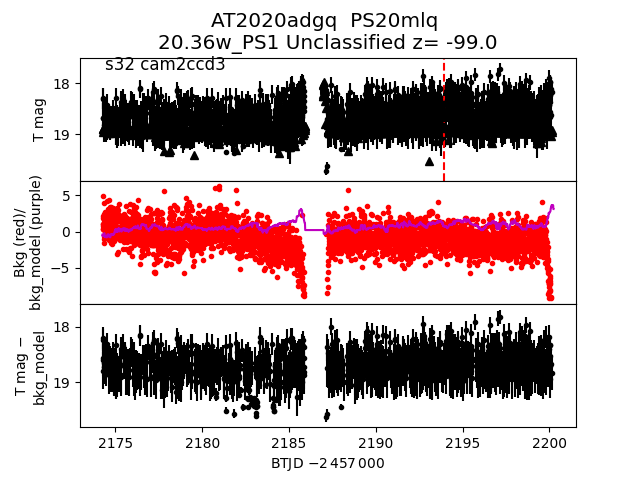 AT2020adgq  PS20mlq
20.36w_PS1 Unclassified z= -99.0
s32 cam2ccd3
T mag
18
19
Bkg (red)/
bkg_model (purple)
5
0
−5
T mag −
bkg_model
18
19
2175
2180
2185
2190
2195
2200
BTJD −2 457 000